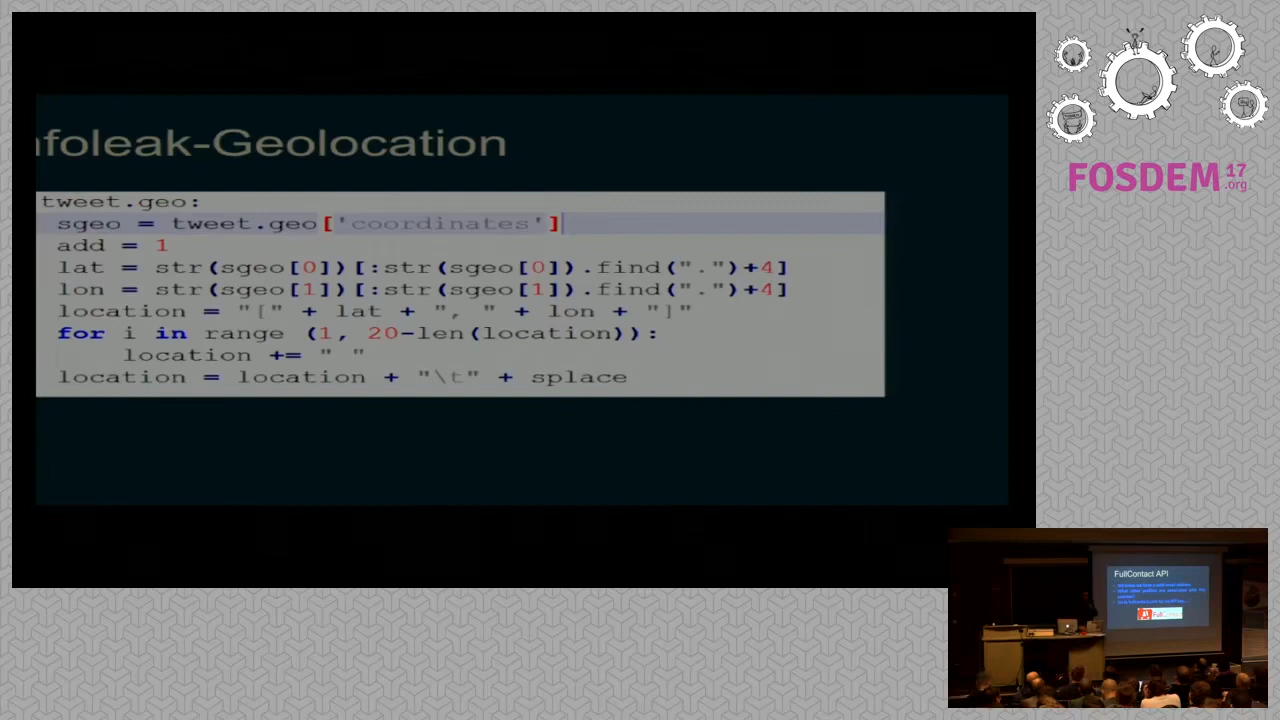 nfoleak-Geolocation
tweet.geo:
sgeo = tweet.geo['coordinates']
add = 1
lat = str(sgeo[0])[:str(sgeo[0]).find(".")+4]
lon = str(sgeo[1])[:str(sgeo[1]).find(".")+4]
location = "[" + lat + ", " + lon + "]"
for i in range (1, 20-len(location)):
location += " "
location = location + "\t" + splace
FOSDEM 17
.org
FullContact API